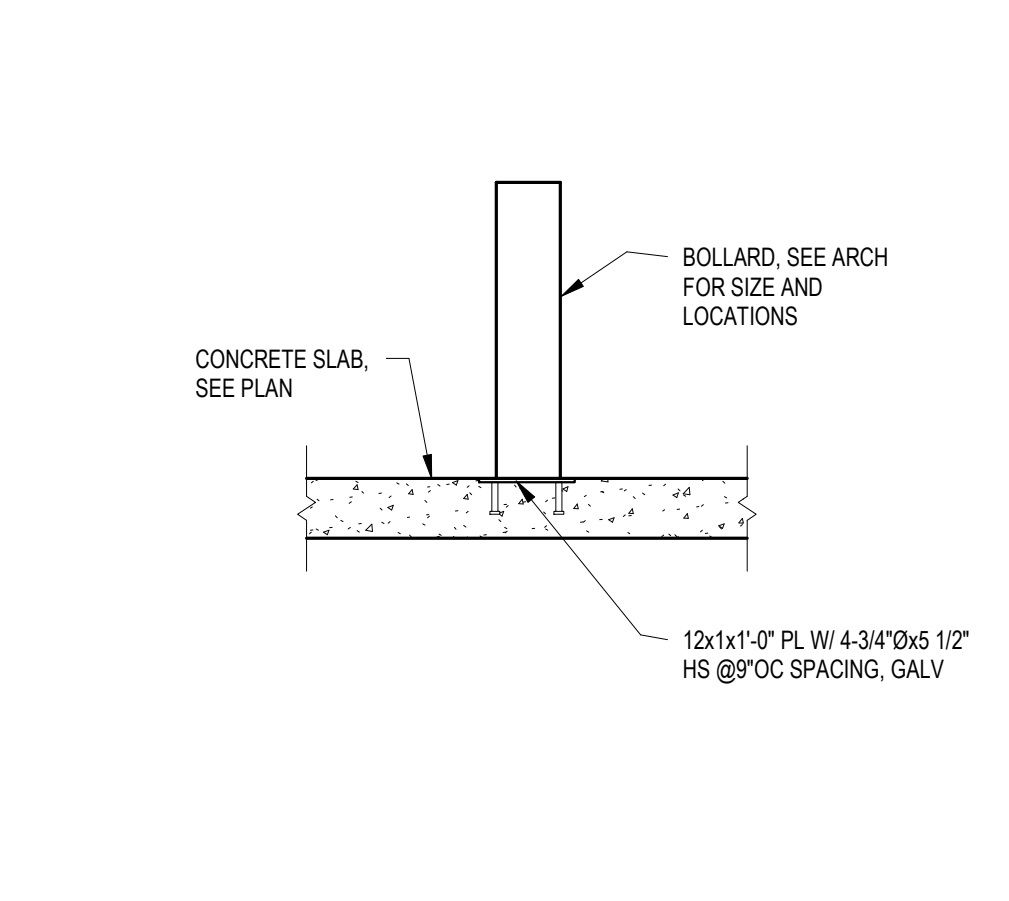 BOLLARD, SEE ARCH
FOR SIZE AND
LOCATIONS
CONCRETE SLAB,
SEE PLAN
12x1x1'-0" PL W/ 4-3/4"Øx5 1/2"
HS @9"OC SPACING, GALV